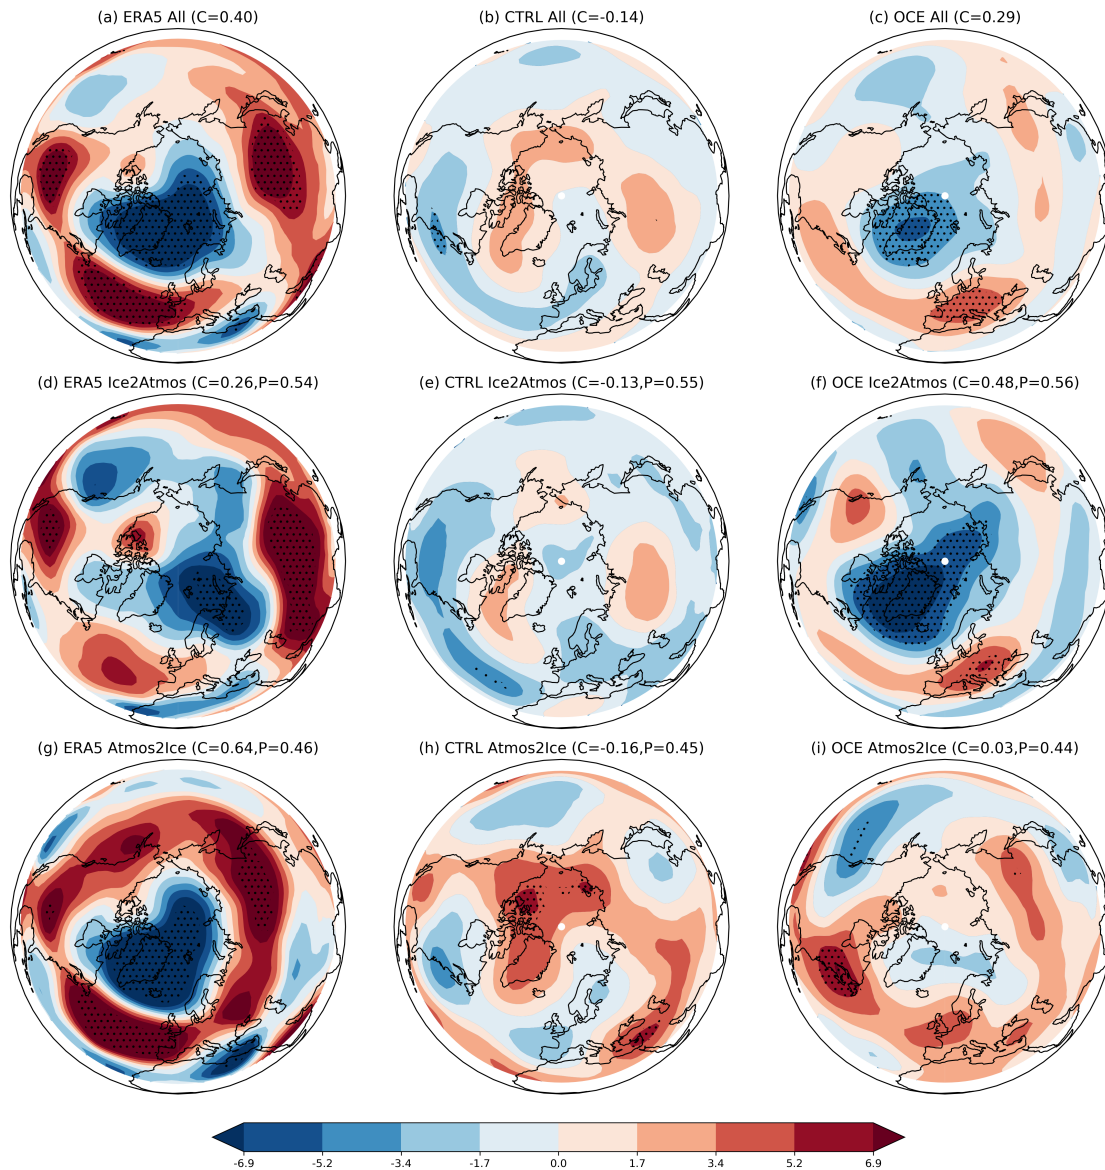 (a) ERA5 All (C=0.40)
(b) CTRL All (C=-0.14)
(c) OCE All (C=0.29)
(d) ERA5 Ice2Atmos (C=0.26,P=0.54)
(e) CTRL Ice2Atmos (C=-0.13,P=0.55)
(f) OCE Ice2Atmos (C=0.48,P=0.56)
(g) ERA5 Atmos2Ice (C=0.64,P=0.46)
(h) CTRL Atmos2Ice (C=-0.16,P=0.45)
(i) OCE Atmos2Ice (C=0.03,P=0.44)
-6.9 -5.2 -3.4 -1.7 0.0 1.7 3.4 5.2 6.9